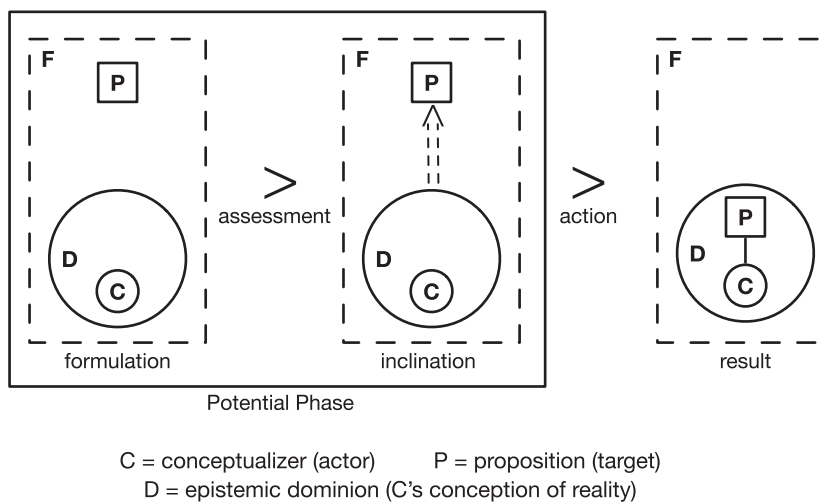 F F F
P P
P
> >
assessment action
D D D
C C C
formulation inclination result
Potential Phase
C = conceptualizer (actor) P = proposition (target)
D = epistemic dominion (C's conception of reality)